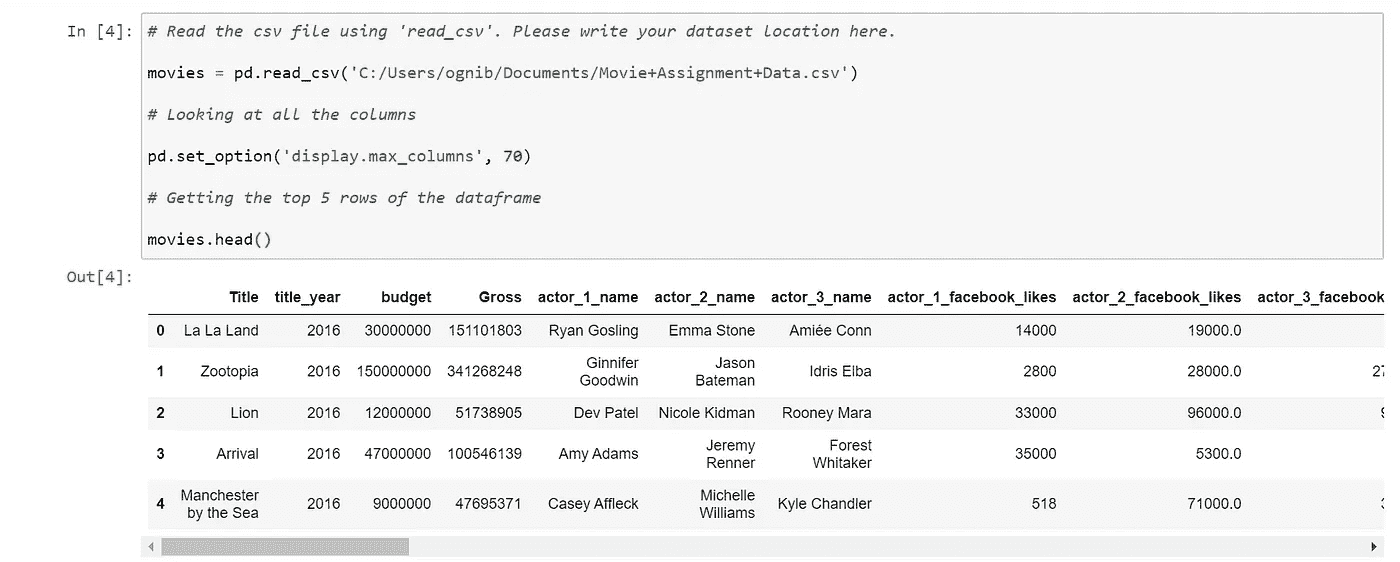 In [4]: # Read the csv file using 'read_csv'. Please write your dataset location here.
movies = pd.read_csv('C:/Users/ognib/Documents/Movie+Assignment+Data.csv')
# Looking at all the columns
pd.set_option('display.max_columns', 70)
# Getting the top 5 rows of the dataframe
movies.head()
Out[4]:
Title title_year budget Gross actor_1_name actor_2_name actor_3_name actor_1_facebook_likes actor_2_facebook_likes actor_3_facebook
0 La La Land 2016 30000000 151101803 Ryan Gosling Emma Stone Amiée Conn 14000 19000.0
1 Zootopia 2016 150000000 341268248 Ginnifer Goodwin Jason Bateman Idris Elba 2800 28000.0 27
2 Lion 2016 12000000 51738905 Dev Patel Nicole Kidman Rooney Mara 33000 96000.0
3 Arrival 2016 47000000 100546139 Amy Adams Jeremy Renner Forest Whitaker 35000 5300.0
4 Manchester by the Sea 2016 9000000 47695371 Casey Affleck Michelle Williams Kyle Chandler 518 71000.0